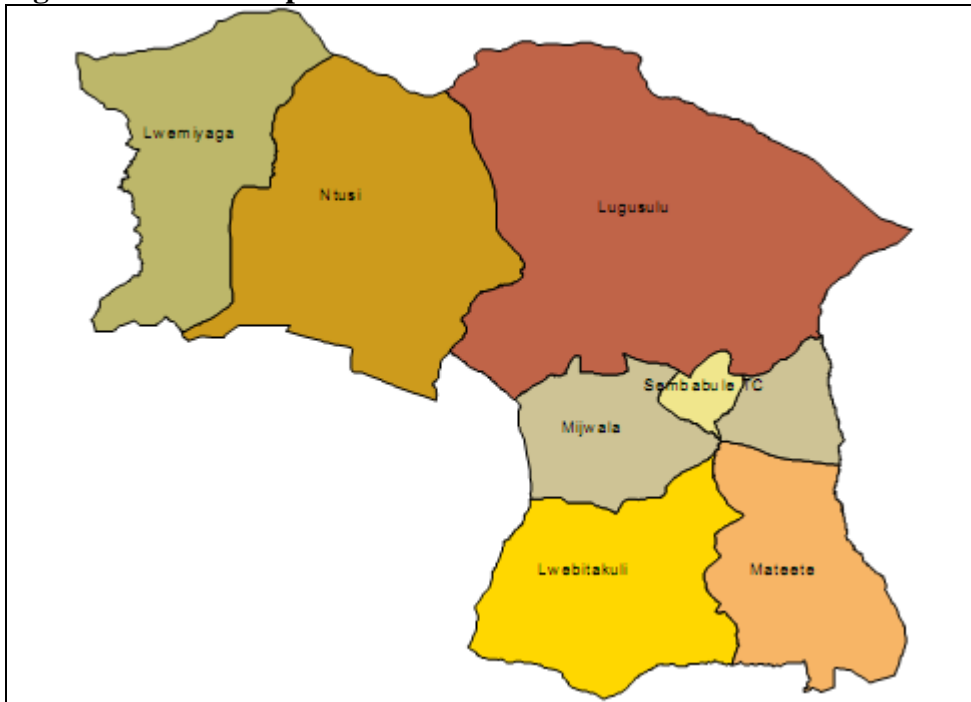 Lwemiyaga
Ntusi
Lugusulu
Sembabule TC
Mijwala
Lwebitakuli
Mateete